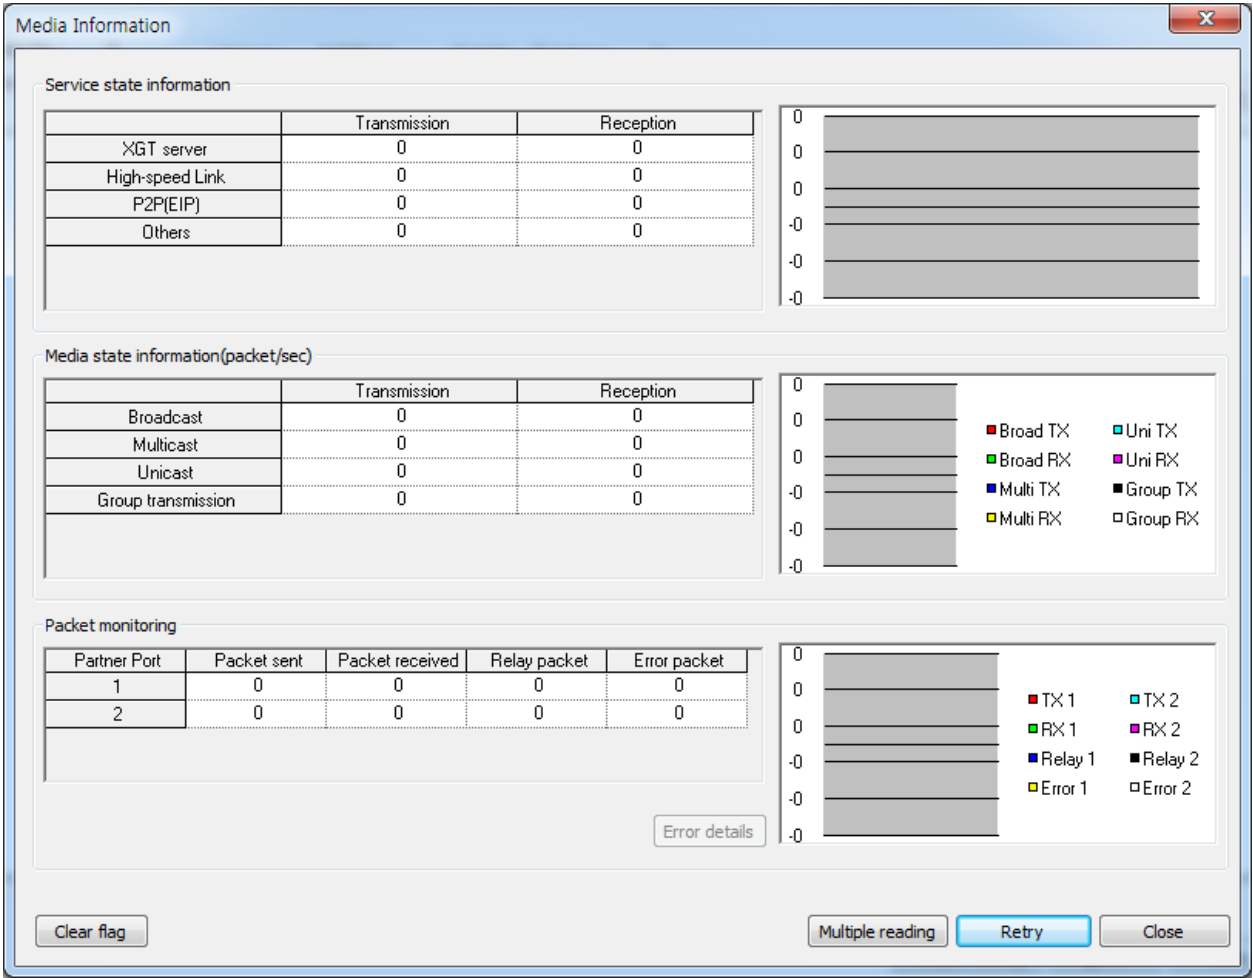 Media Information
Service state information
Transmission Reception
XGT server 0 0
High-speed Link 0 0
P2P(EIP) 0 0
Others 0 0
0
0
0
-0
-0
-0
Media state information(packet/sec)
Transmission Reception
Broadcast 0 0
Multicast 0 0
Unicast 0 0
Group transmission 0 0
0
0
0
-0
-0
-0
Broad TX Uni TX
Broad RX Uni RX
Multi TX Group TX
Multi RX Group RX
Packet monitoring
Partner Port Packet sent Packet received Relay packet Error packet
1 0 0 0 0
2 0 0 0 0
0
0
0
-0
-0
-0
TX 1 TX 2
RX 1 RX 2
Relay 1 Relay 2
Error 1 Error 2
Error details
Clear flag Multiple reading Retry Close